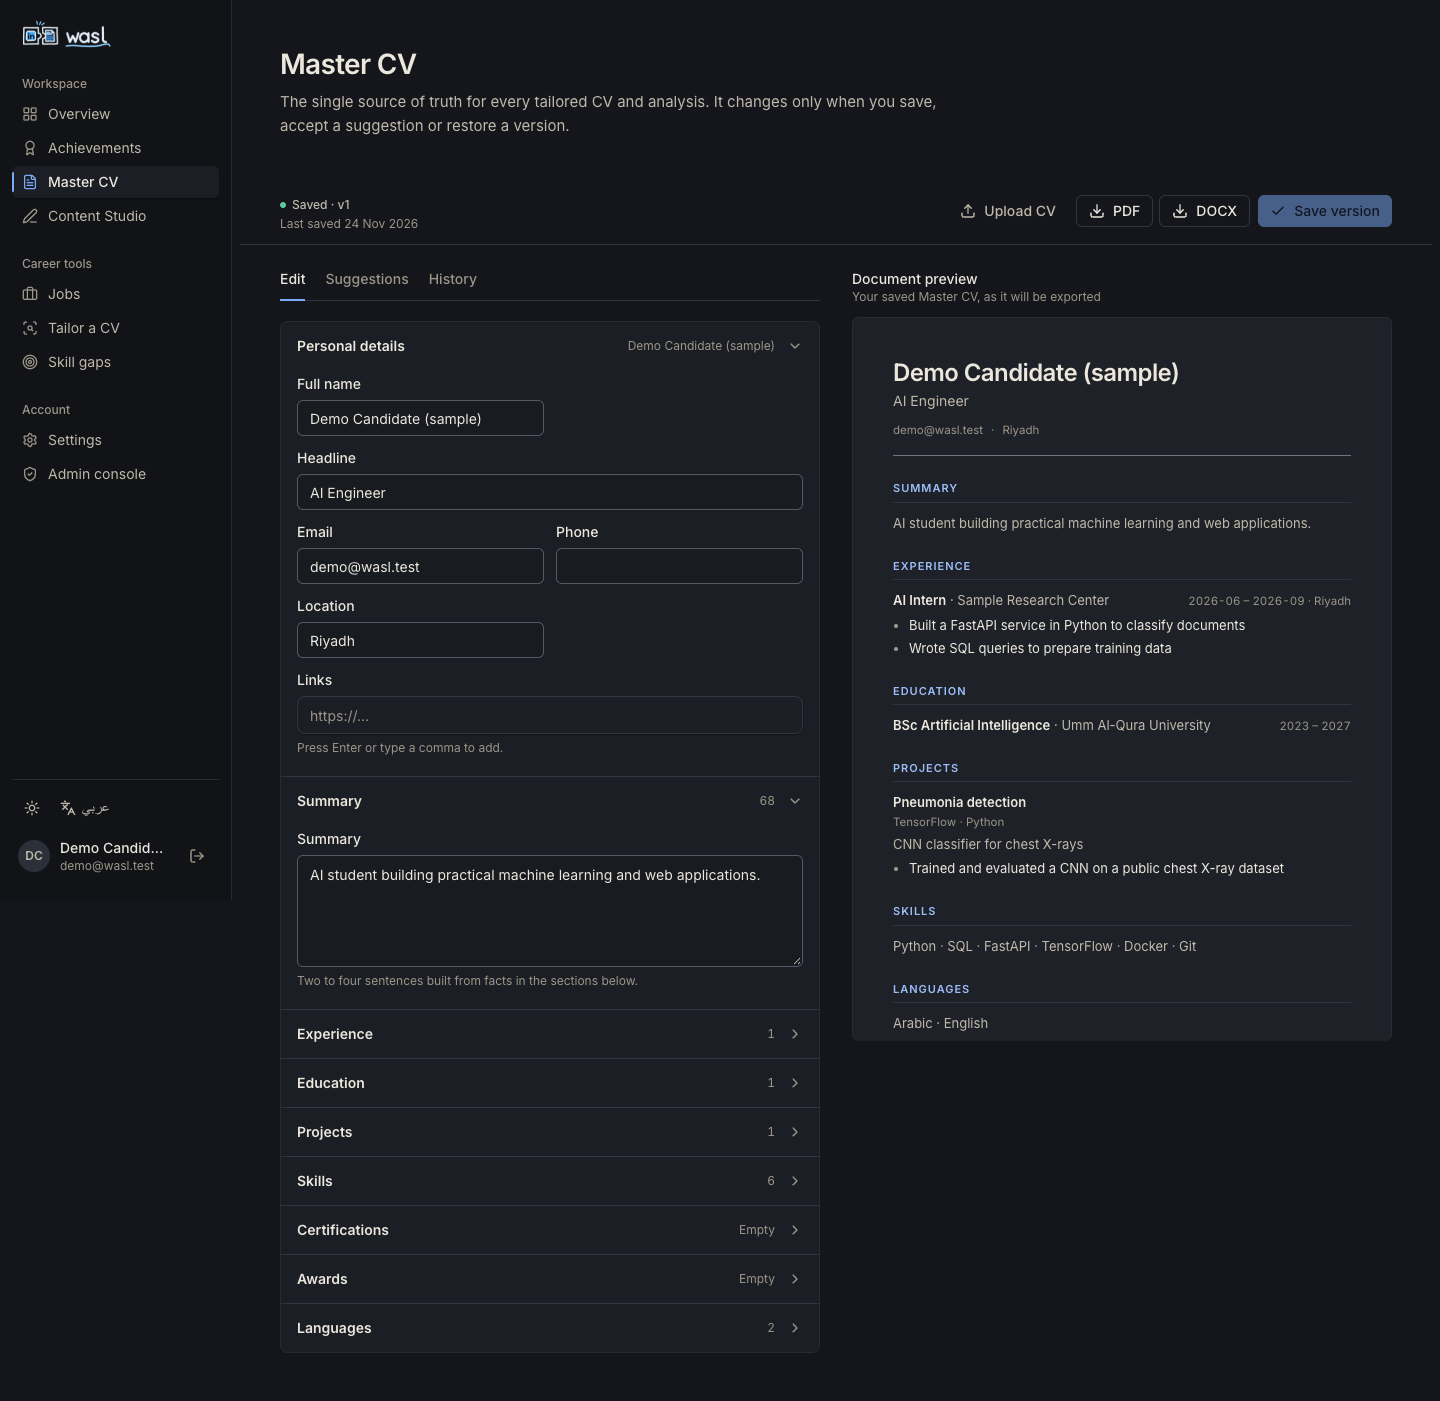 wasl
Workspace
Overview
Achievements
Master CV
Content Studio
Career tools
Jobs
Tailor a CV
Skill gaps
Account
Settings
Admin console
عربي
DC
Demo Candid...
demo@wasl.test
Master CV
The single source of truth for every tailored CV and analysis. It changes only when you save,
accept a suggestion or restore a version.
Saved · v1
Last saved 24 Nov 2026
Upload CV
PDF
DOCX
Save version
Edit
Suggestions
History
Personal details
Demo Candidate (sample)
Full name
Demo Candidate (sample)
Headline
AI Engineer
Email
Phone
demo@wasl.test
Location
Riyadh
Links
https://...
Press Enter or type a comma to add.
Summary
68
Summary
AI student building practical machine learning and web applications.
Two to four sentences built from facts in the sections below.
Experience
1
Education
1
Projects
1
Skills
6
Certifications
Empty
Awards
Empty
Languages
2
Document preview
Your saved Master CV, as it will be exported
Demo Candidate (sample)
AI Engineer
demo@wasl.test · Riyadh
SUMMARY
AI student building practical machine learning and web applications.
EXPERIENCE
AI Intern · Sample Research Center
2026-06 – 2026-09 · Riyadh
• Built a FastAPI service in Python to classify documents
• Wrote SQL queries to prepare training data
EDUCATION
BSc Artificial Intelligence · Umm Al-Qura University
2023 – 2027
PROJECTS
Pneumonia detection
TensorFlow · Python
CNN classifier for chest X-rays
• Trained and evaluated a CNN on a public chest X-ray dataset
SKILLS
Python · SQL · FastAPI · TensorFlow · Docker · Git
LANGUAGES
Arabic · English